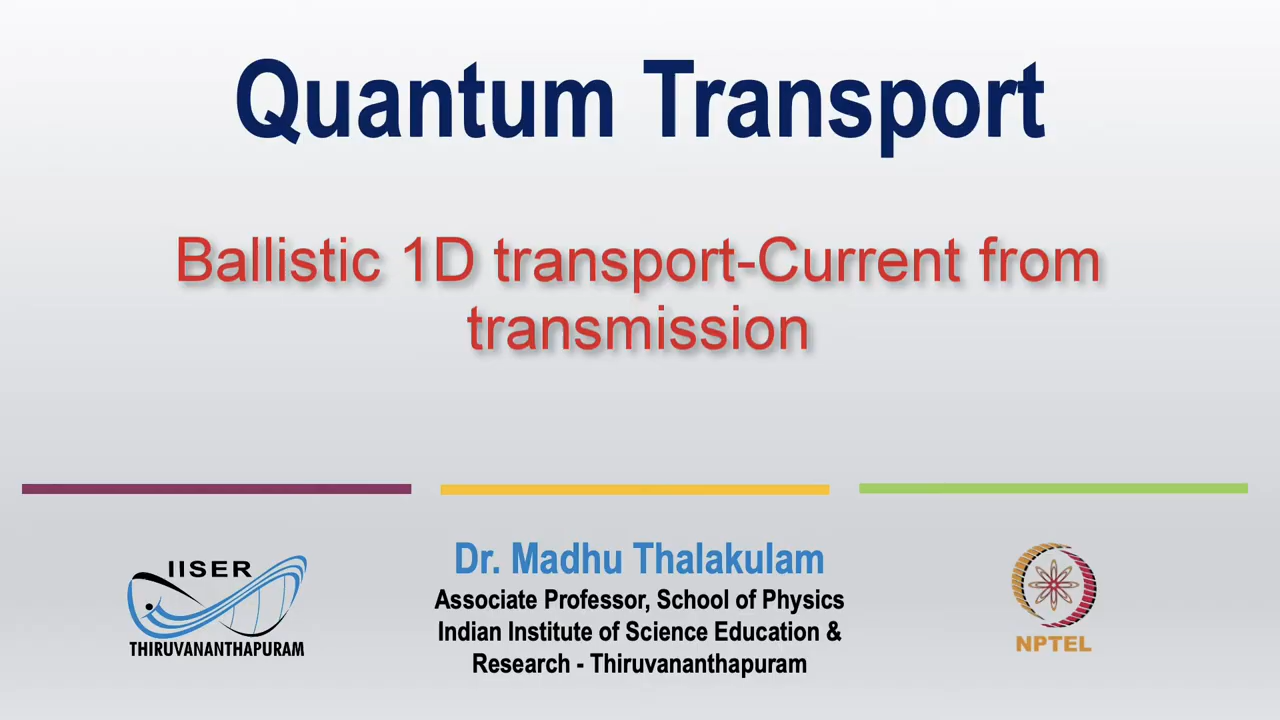 Quantum Transport
Ballistic 1D transport-Current from
transmission
IISER
THIRUVANANTHAPURAM
Dr. Madhu Thalakulam
Associate Professor, School of Physics
Indian Institute of Science Education &
Research - Thiruvananthapuram
NPTEL